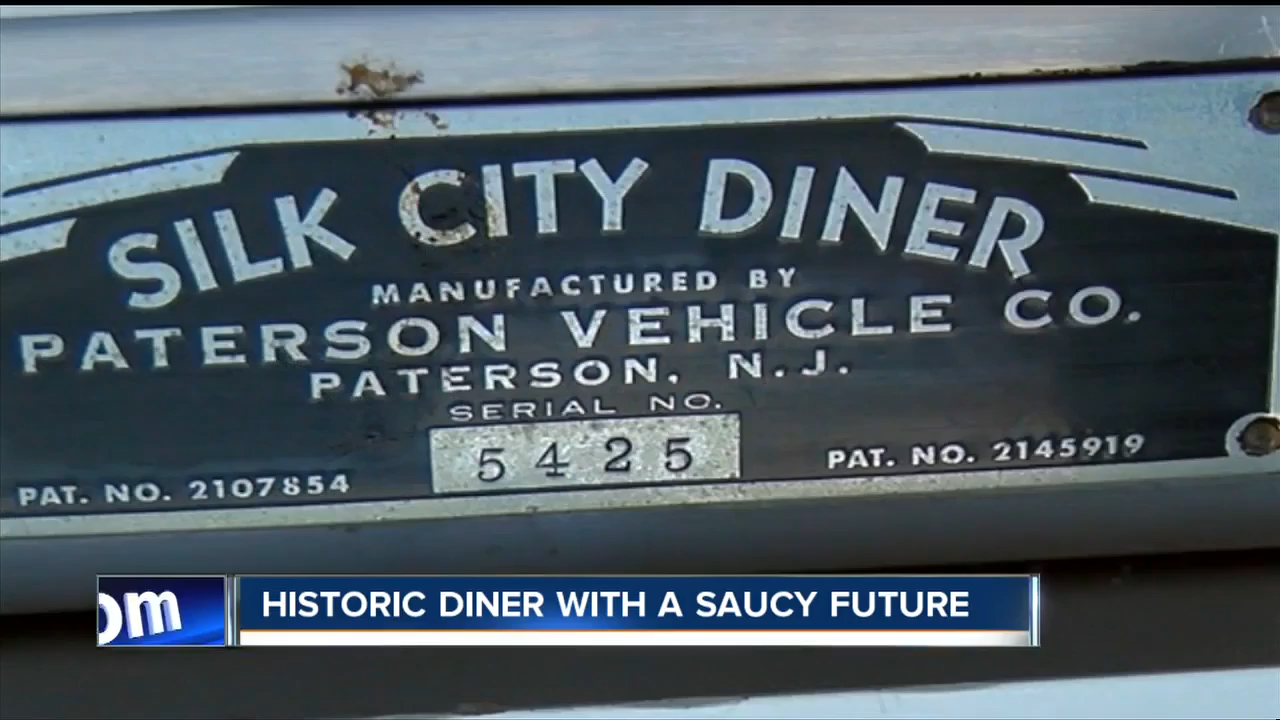 SILK CITY DINER
MANUFACTURED BY
PATERSON VEHICLE CO.
PATERSON, N.J.
SERIAL NO.
5425
PAT. NO. 2107854
PAT. NO. 2145919
om
HISTORIC DINER WITH A SAUCY FUTURE